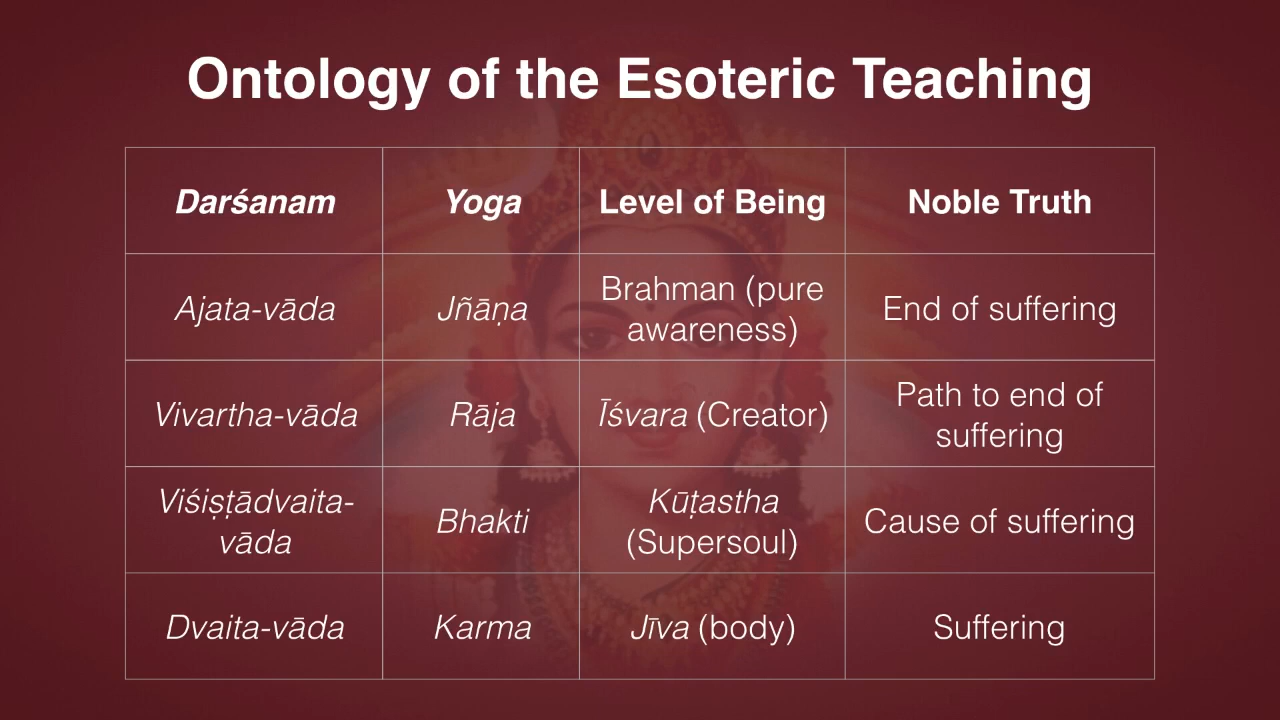 Ontology of the Esoteric Teaching
Darśanam Yoga Level of Being Noble Truth
Ajata-vāda Jñāṇa Brahman (pure awareness) End of suffering
Vivartha-vāda Rāja Īśvara (Creator) Path to end of suffering
Viśiṣṭādvaita-vāda Bhakti Kūṭastha (Supersoul) Cause of suffering
Dvaita-vāda Karma Jīva (body) Suffering